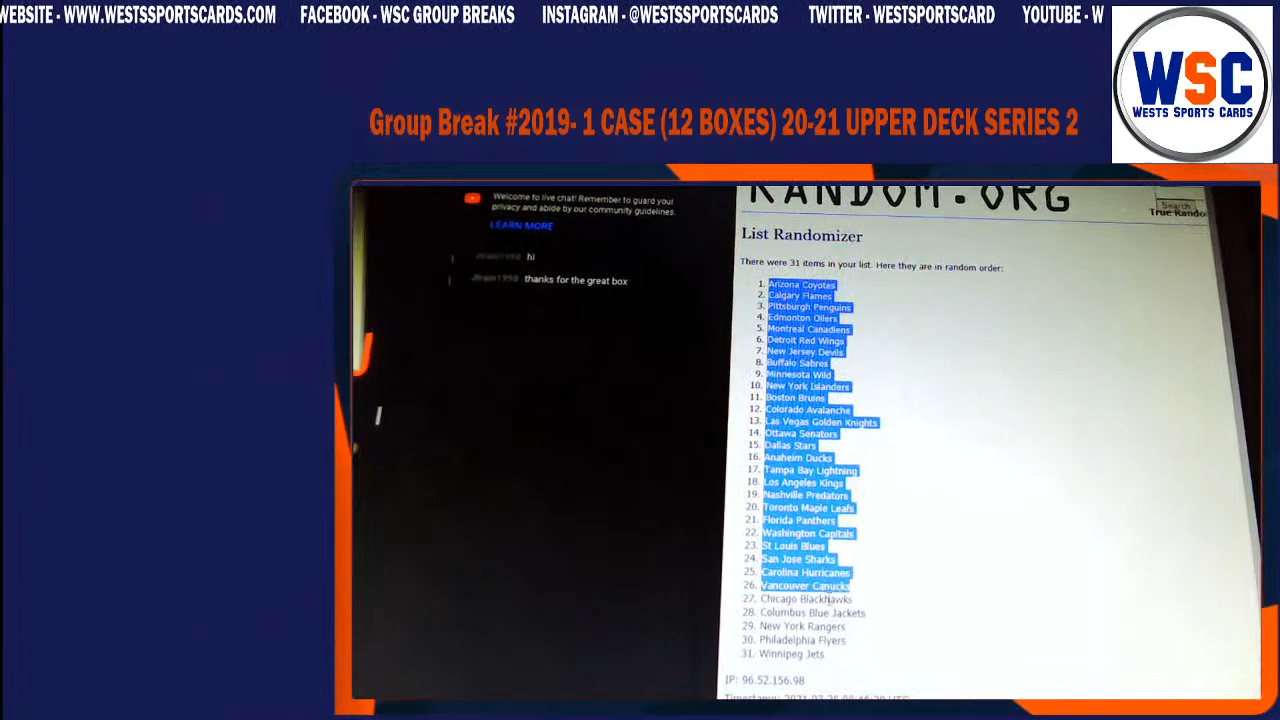 WEBSITE - WWW.WESTSSPORTSCARDS.COM FACEBOOK - WSC GROUP BREAKS INSTAGRAM - @WESTSSPORTSCARDS TWITTER - WESTSPORTSCARD YOUTUBE - W
WSC
WESTS SPORTS CARDS
Group Break #2019- 1 CASE (12 BOXES) 20-21 UPPER DECK SERIES 2
Welcome to live chat! Remember to guard your
privacy and abide by our community guidelines.
LEARN MORE
hi
thanks for the great box
RANDOM.ORG
Search
True Rando
List Randomizer
There were 31 items in your list. Here they are in random order:
1. Arizona Coyotes
2. Calgary Flames
3. Pittsburgh Penguins
4. Edmonton Oilers
5. Montreal Canadiens
6. Detroit Red Wings
7. New Jersey Devils
8. Buffalo Sabres
9. Minnesota Wild
10. New York Islanders
11. Boston Bruins
12. Colorado Avalanche
13. Las Vegas Golden Knights
14. Ottawa Senators
15. Dallas Stars
16. Anaheim Ducks
17. Tampa Bay Lightning
18. Los Angeles Kings
19. Nashville Predators
20. Toronto Maple Leafs
21. Florida Panthers
22. Washington Capitals
23. St Louis Blues
24. San Jose Sharks
25. Carolina Hurricanes
26. Vancouver Canucks
27. Chicago Blackhawks
28. Columbus Blue Jackets
29. New York Rangers
30. Philadelphia Flyers
31. Winnipeg Jets
IP: 96.52.156.98